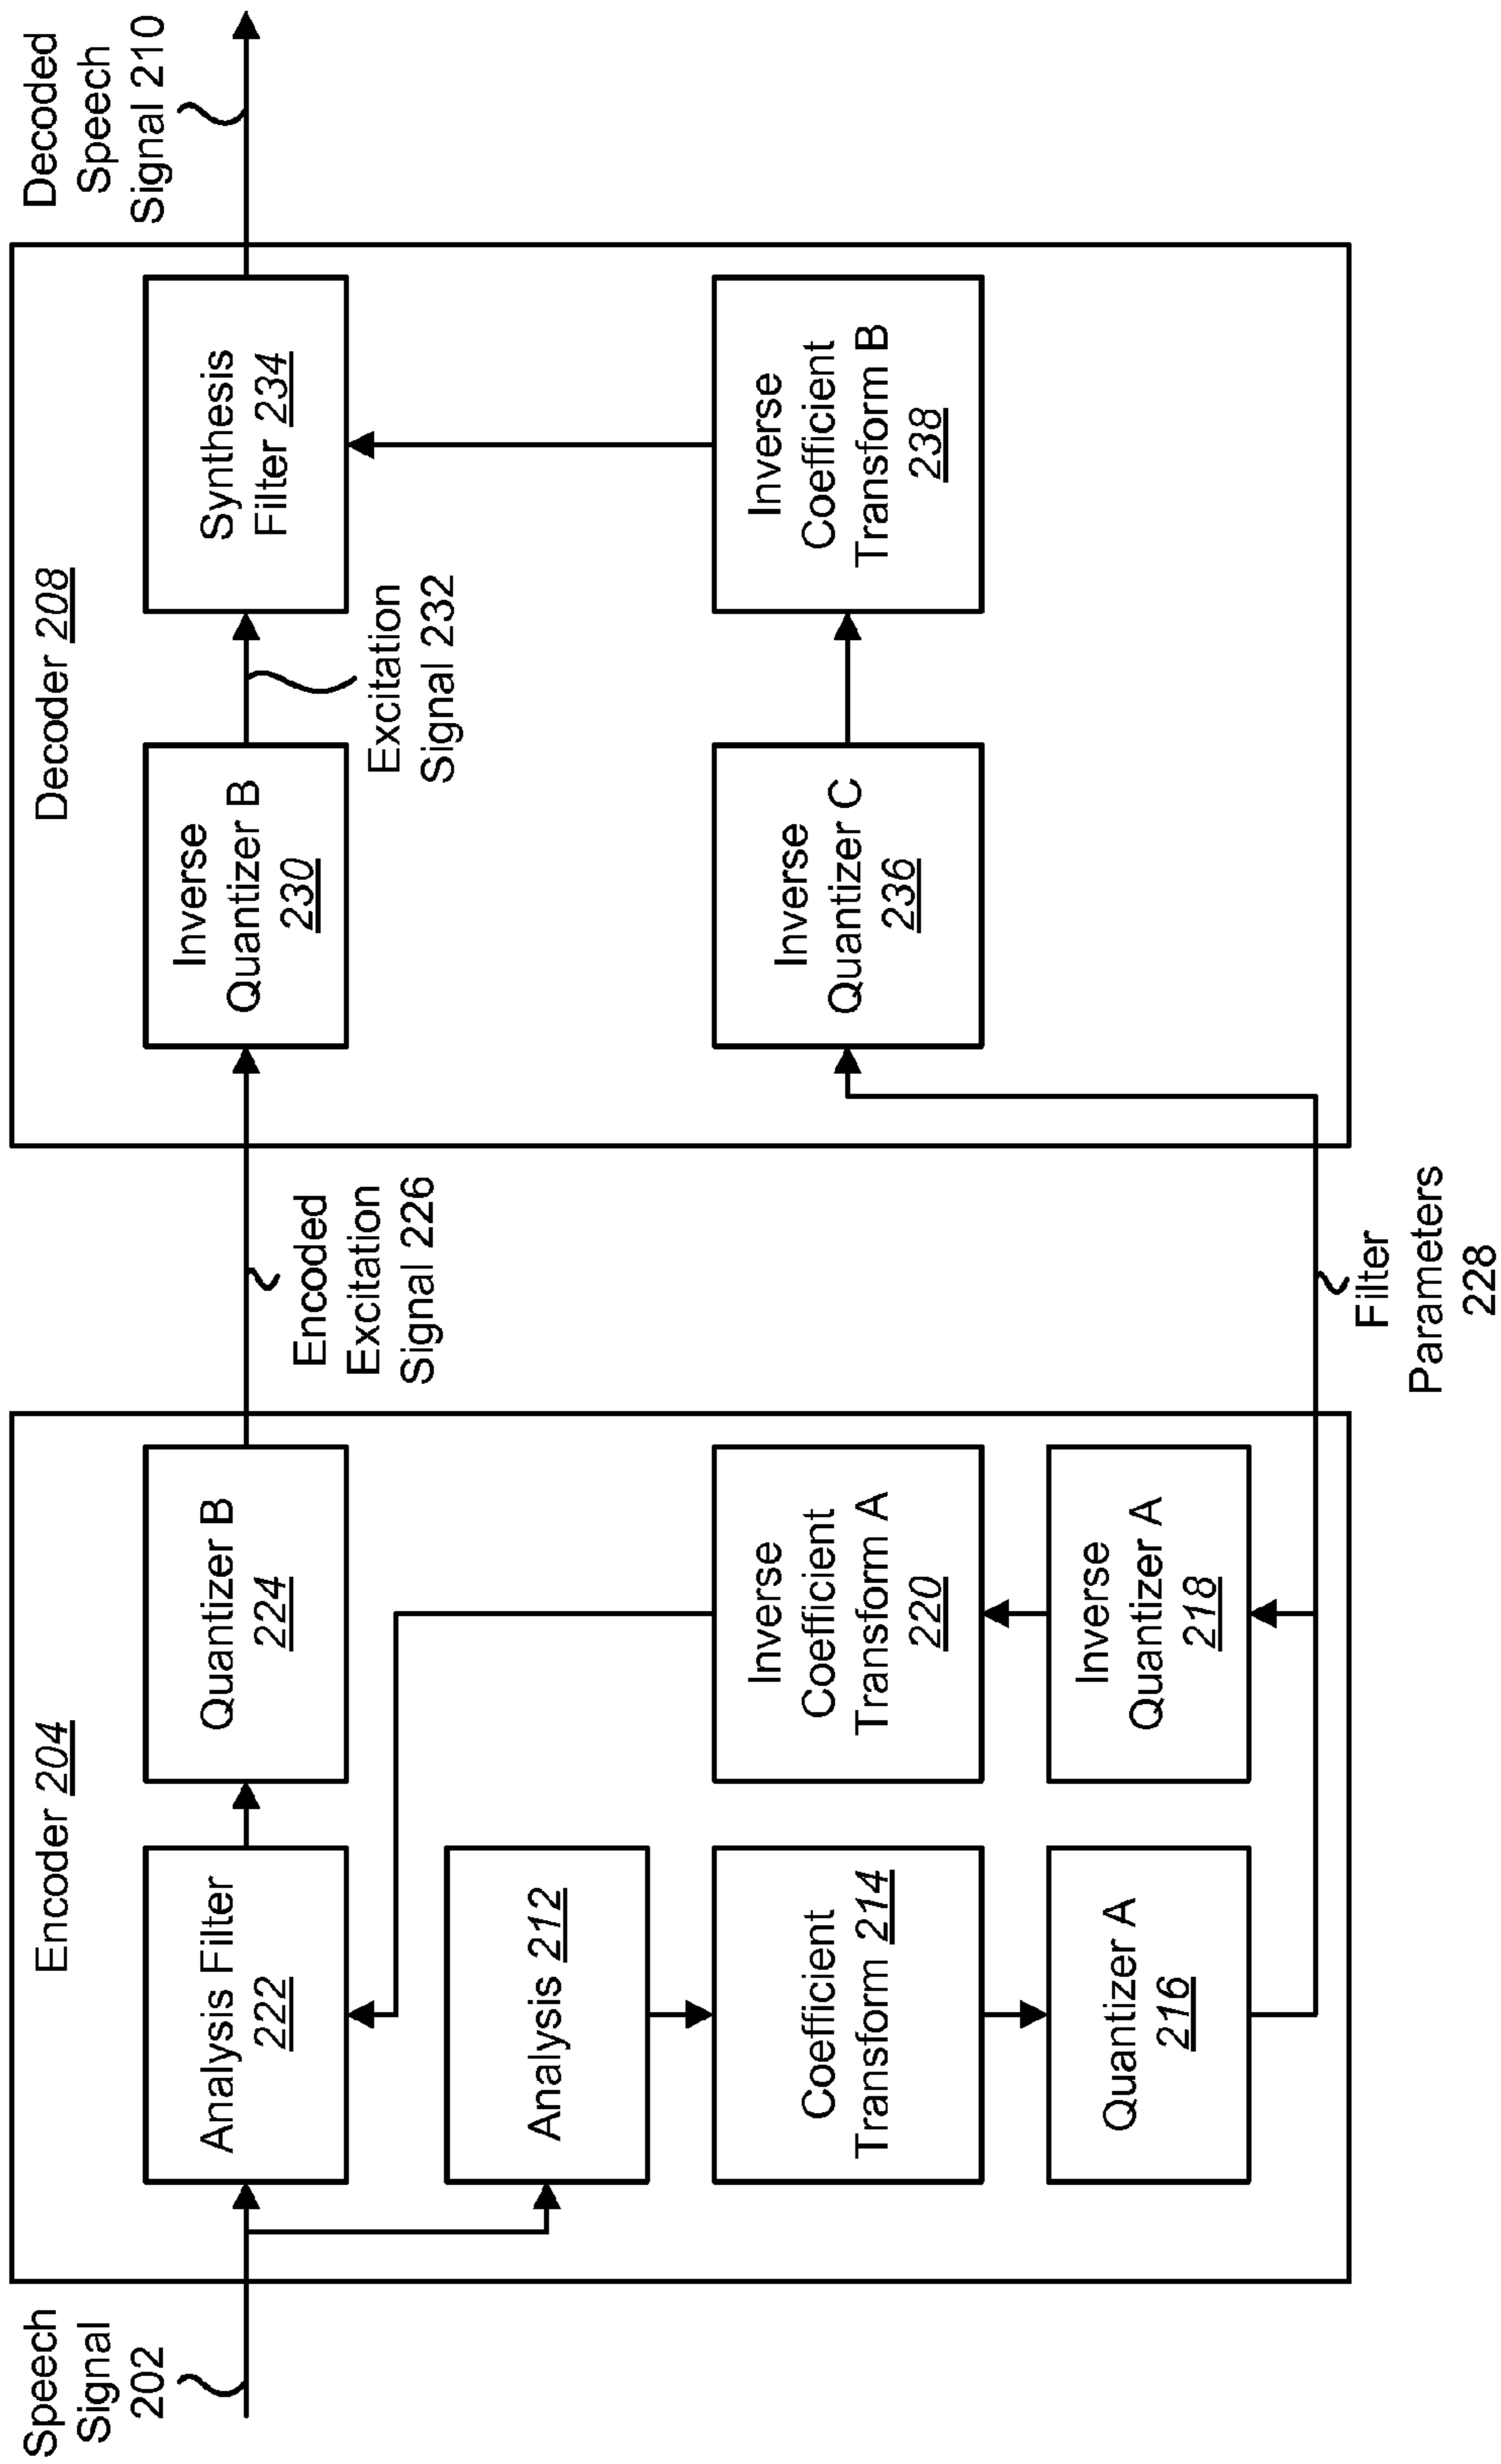 Speech
Signal
202
Encoder 204
Analysis Filter
222
Quantizer B
224
Analysis 212
Coefficient
Transform 214
Inverse
Coefficient
Transform A
220
Quantizer A
216
Inverse
Quantizer A
218
Encoded
Excitation
Signal 226
Filter
Parameters
228
Decoder 208
Inverse
Quantizer B
230
Excitation
Signal 232
Synthesis
Filter 234
Inverse
Quantizer C
236
Inverse
Coefficient
Transform B
238
Decoded
Speech
Signal 210